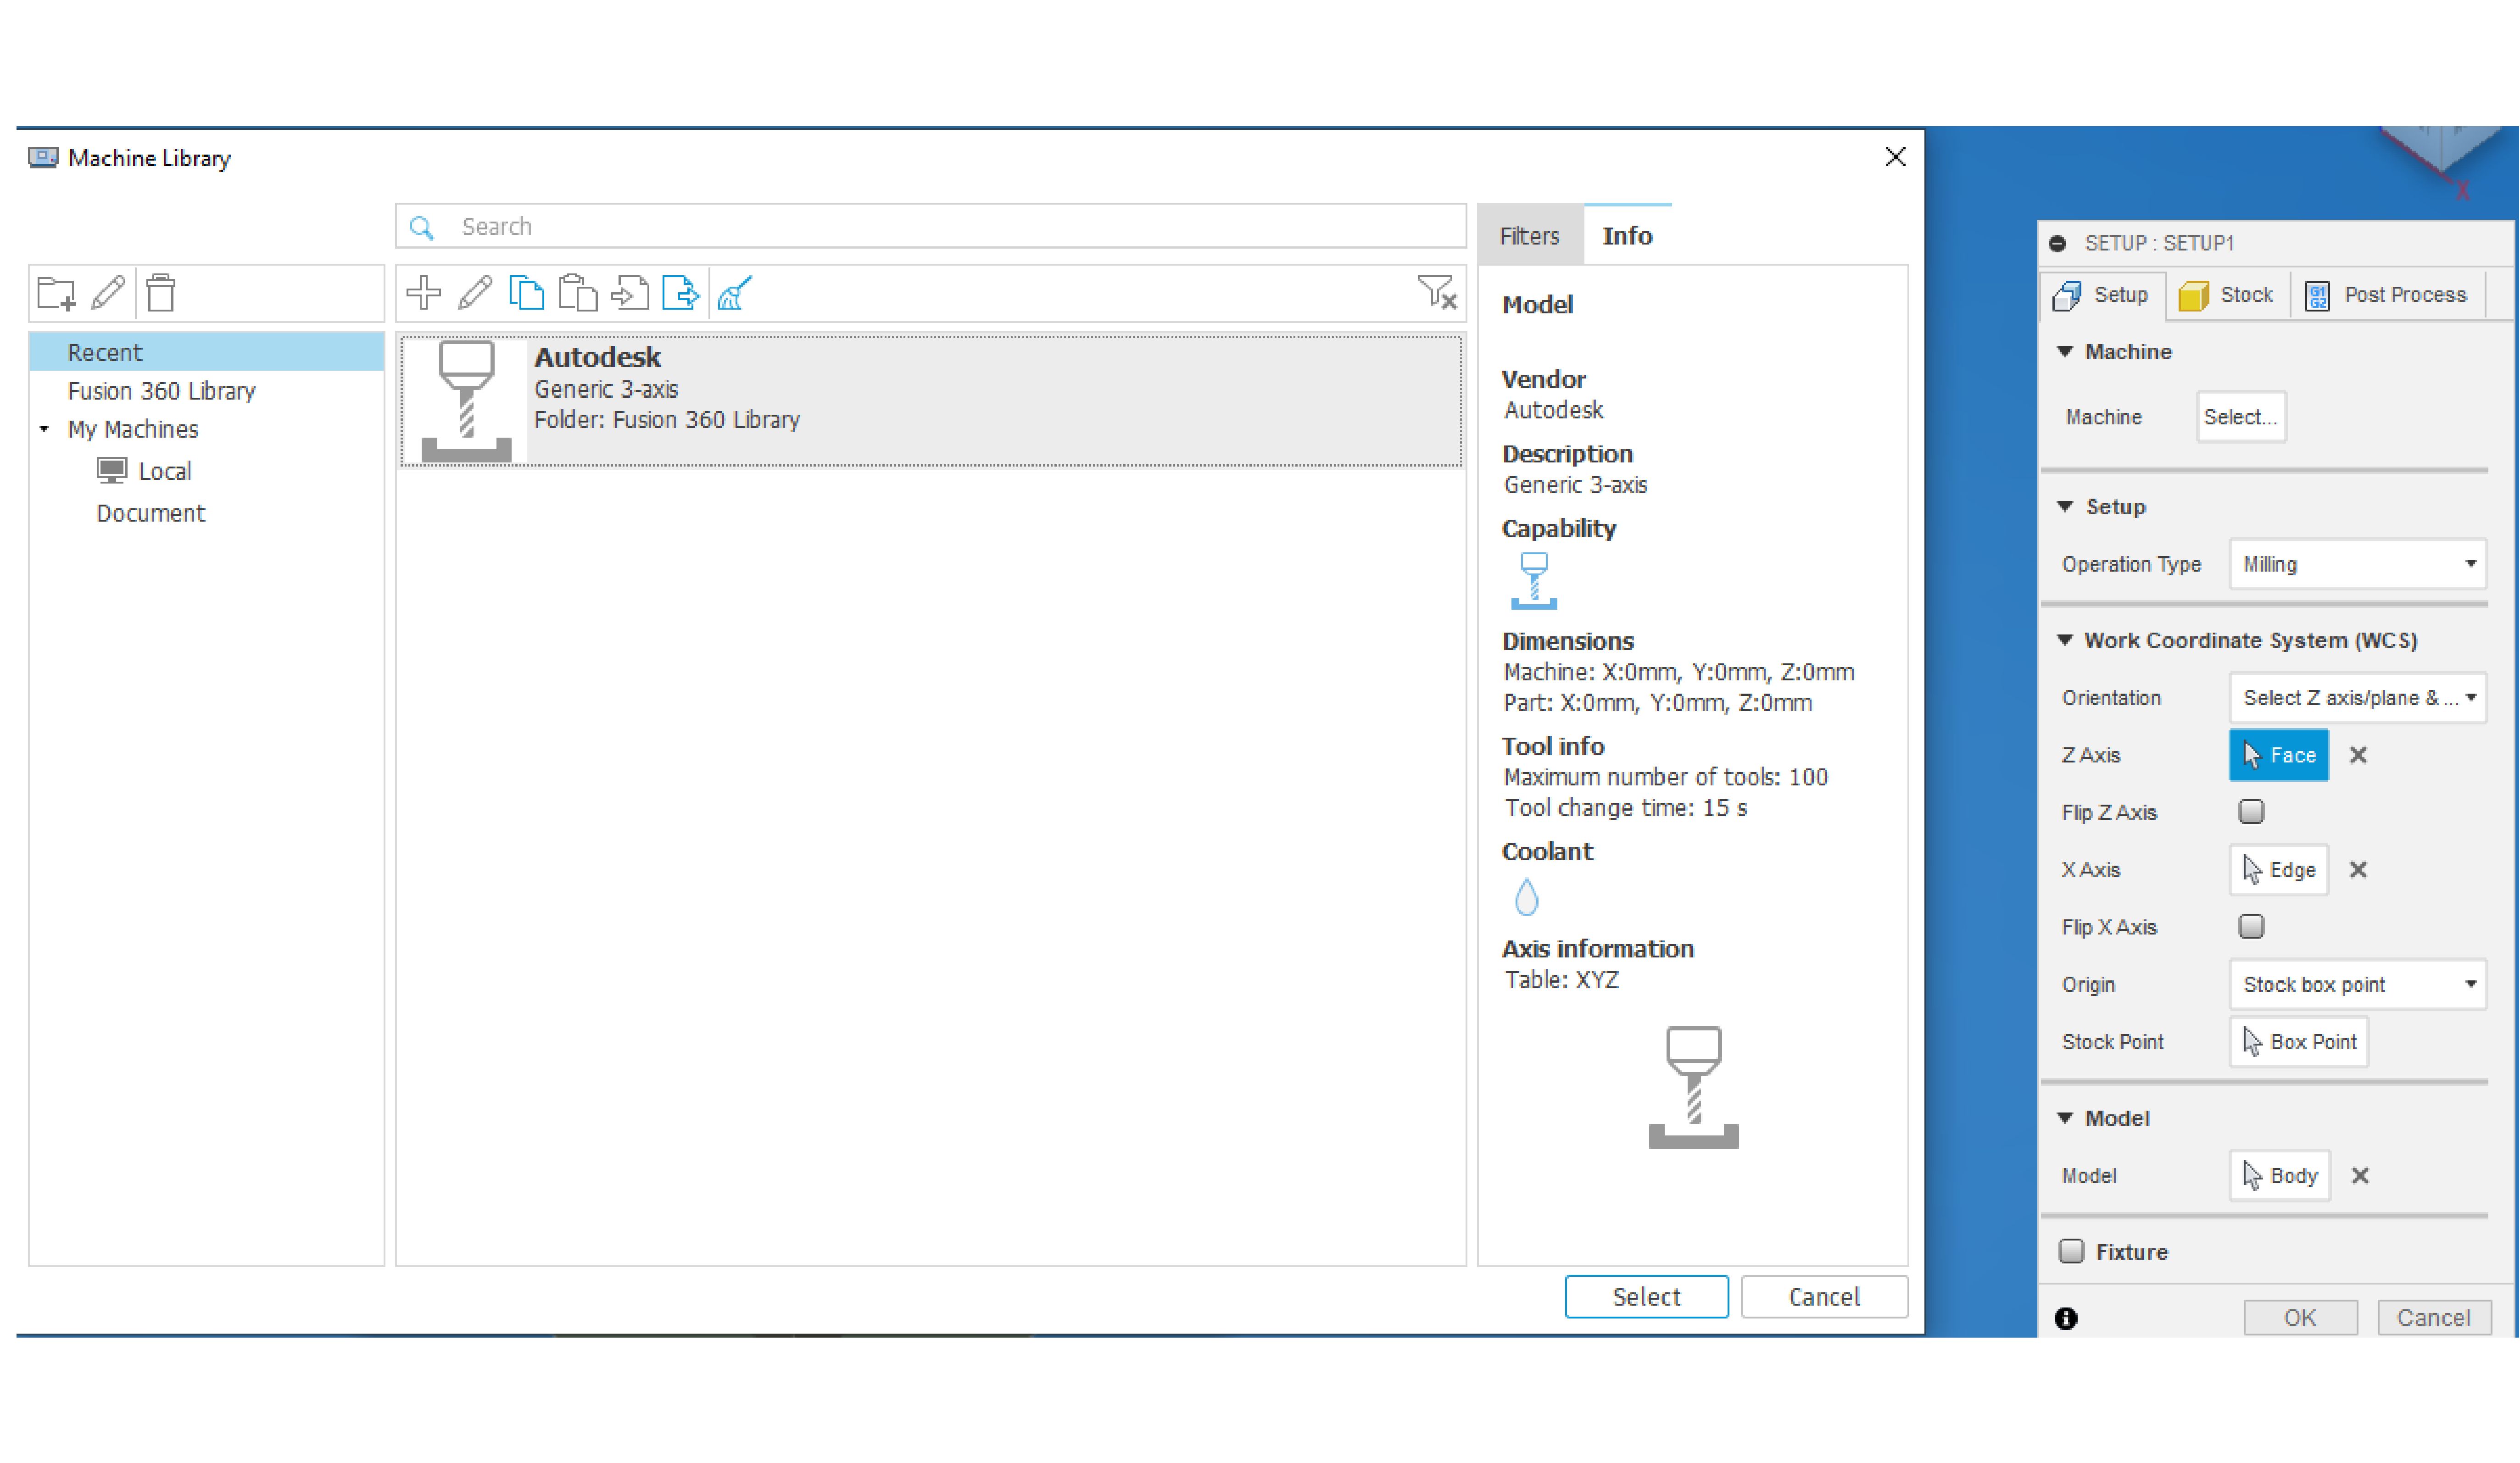 Machine Library
Search
Recent
Fusion 360 Library
My Machines
Local
Document
Autodesk
Generic 3-axis
Folder: Fusion 360 Library
Filters
Info
Model
Vendor
Autodesk
Description
Generic 3-axis
Capability
Dimensions
Machine: X:0mm, Y:0mm, Z:0mm
Part: X:0mm, Y:0mm, Z:0mm
Tool info
Maximum number of tools: 100
Tool change time: 15 s
Coolant
Axis information
Table: XYZ
Select
Cancel
X
SETUP : SETUP1
Setup
Stock
G1
G2
Post Process
Machine
Machine
Select...
Setup
Operation Type
Milling
Work Coordinate System (WCS)
Orientation
Select Z axis/plane & ...
Z Axis
Face
Flip Z Axis
X Axis
Edge
Flip X Axis
Origin
Stock box point
Stock Point
Box Point
Model
Model
Body
Fixture
OK
Cancel